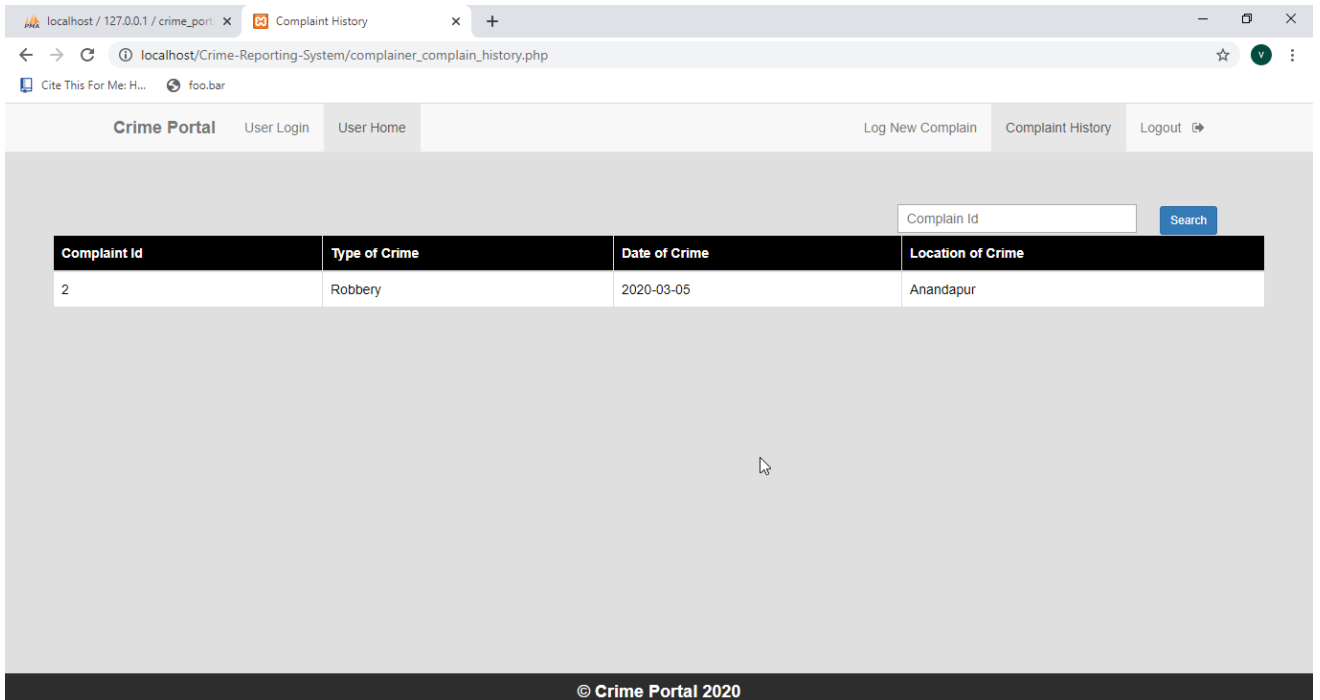 localhost / 127.0.0.1 / crime_port
Complaint History
localhost/Crime-Reporting-System/complainer_complain_history.php
V
Cite This For Me: H... foo.bar
Crime Portal User Login User Home Log New Complain Complaint History Logout
Complain Id Search
Complaint Id Type of Crime Date of Crime Location of Crime
2 Robbery 2020-03-05 Anandapur
© Crime Portal 2020